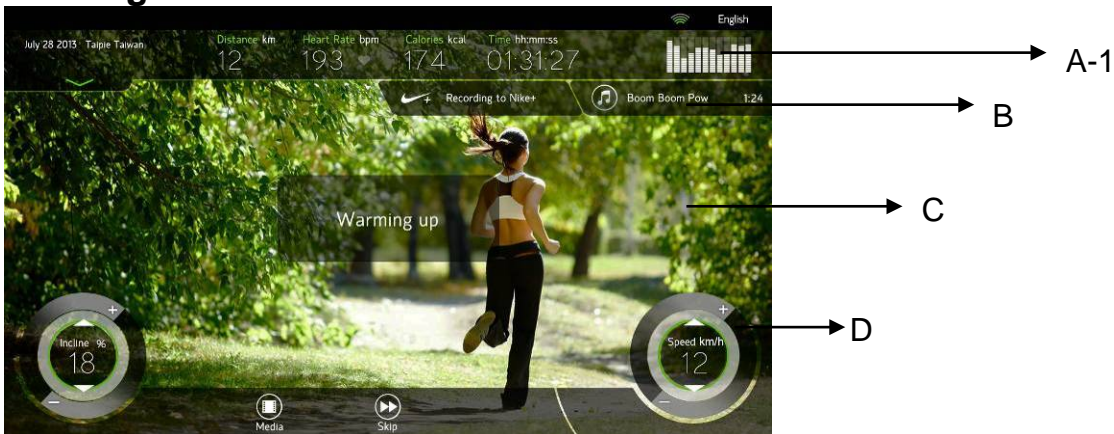 English
July 28 2013 Taipie Taiwan
Distance km Heart Rate bpm Calories kcal Time hh:mm:ss
12 193 174 01:31:27
A-1
Recording to Nike+ Boom Boom Pow 1:24
B
Warming up
C
+ +
D
Incline % Speed km/h
18 12
- -
Media Skip